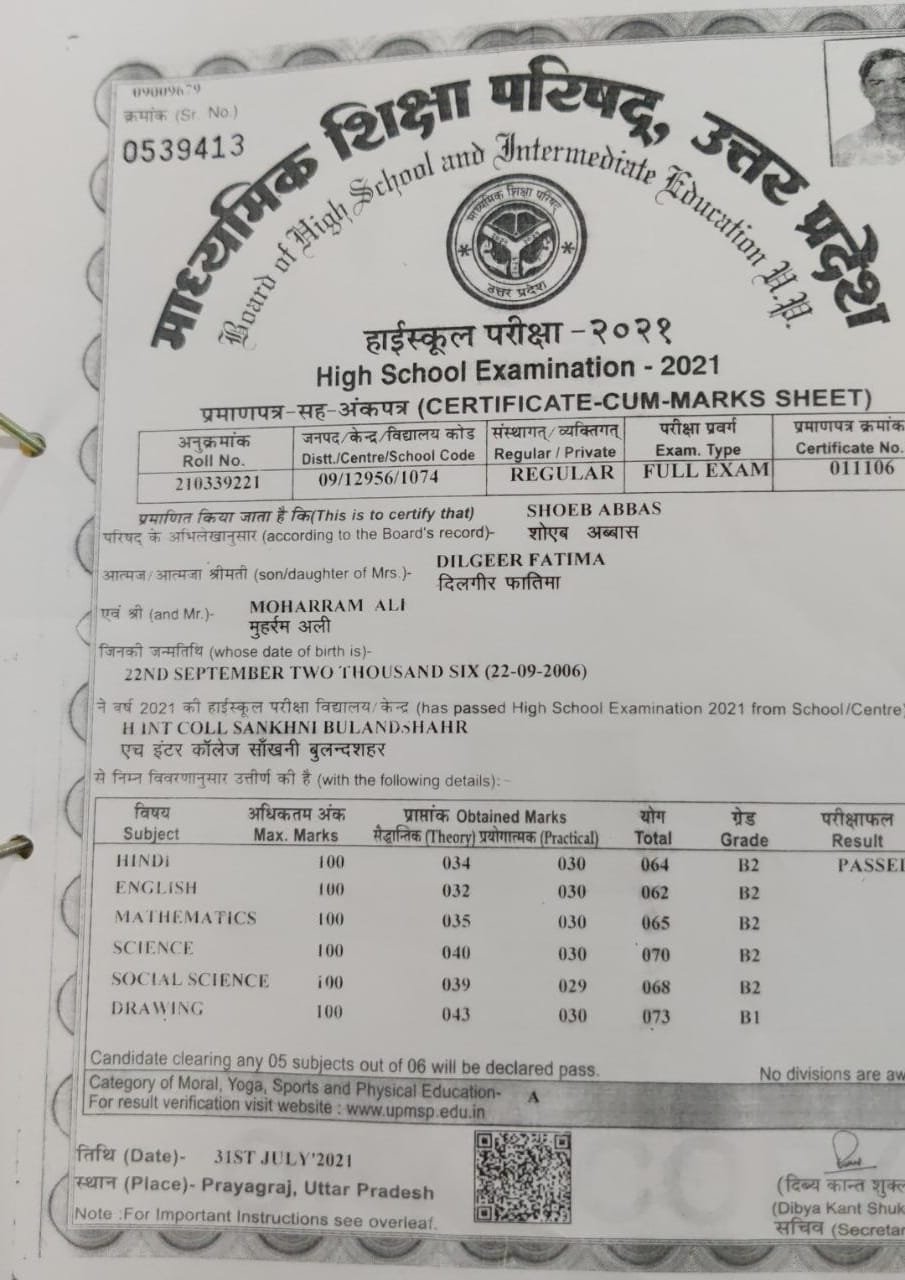 09009679
क्रमांक (Sr. No.)
0539413
माध्यमिक शिक्षा परिषद्, उत्तर प्रदेश
Board of High School and Intermediate Education U.P.
माध्यमिक शिक्षा परिषद्
उत्तर प्रदेश
हाईस्कूल परीक्षा -२०२१
High School Examination - 2021
प्रमाणपत्र-सह-अंकपत्र (CERTIFICATE-CUM-MARKS SHEET)
अनुक्रमांक जनपद/केन्द्र/विद्यालय कोड संस्थागत्/व्यक्तिगत् परीक्षा प्रवर्ग प्रमाणपत्र क्रमांक
Roll No. Distt./Centre/School Code Regular / Private Exam. Type Certificate No.
210339221 09/12956/1074 REGULAR FULL EXAM 011106
प्रमाणित किया जाता है कि(This is to certify that) SHOEB ABBAS
परिषद् के अभिलेखानुसार (according to the Board's record)- शोएब अब्बास
DILGEER FATIMA
आत्मज/आत्मजा श्रीमती (son/daughter of Mrs.)- दिलगीर फातिमा
एवं श्री (and Mr.)- MOHARRAM ALI
मुहर्रम अली
जिनकी जन्मतिथि (whose date of birth is)-
22ND SEPTEMBER TWO THOUSAND SIX (22-09-2006)
ने वर्ष 2021 की हाईस्कूल परीक्षा विद्यालय/केन्द्र (has passed High School Examination 2021 from School/Centre)
H INT COLL SANKHNI BULANDSHAHR
एच इंटर कॉलेज साँखनी बुलन्दशहर
से निम्न विवरणानुसार उत्तीर्ण की है (with the following details):-
विषय अधिकतम अंक प्राप्तांक Obtained Marks योग ग्रेड परीक्षाफल
Subject Max. Marks सैद्धान्तिक (Theory) प्रयोगात्मक (Practical) Total Grade Result
HINDI 100 034 030 064 B2 PASSE
ENGLISH 100 032 030 062 B2
MATHEMATICS 100 035 030 065 B2
SCIENCE 100 040 030 070 B2
SOCIAL SCIENCE 100 039 029 068 B2
DRAWING 100 043 030 073 B1
Candidate clearing any 05 subjects out of 06 will be declared pass.
No divisions are aw
Category of Moral, Yoga, Sports and Physical Education- A
For result verification visit website : www.upmsp.edu.in
तिथि (Date)- 31ST JULY'2021
स्थान (Place)- Prayagraj, Uttar Pradesh
Note :For Important Instructions see overleaf.
(दिब्य कान्त शुक्ल
(Dibya Kant Shuk
सचिव (Secretar